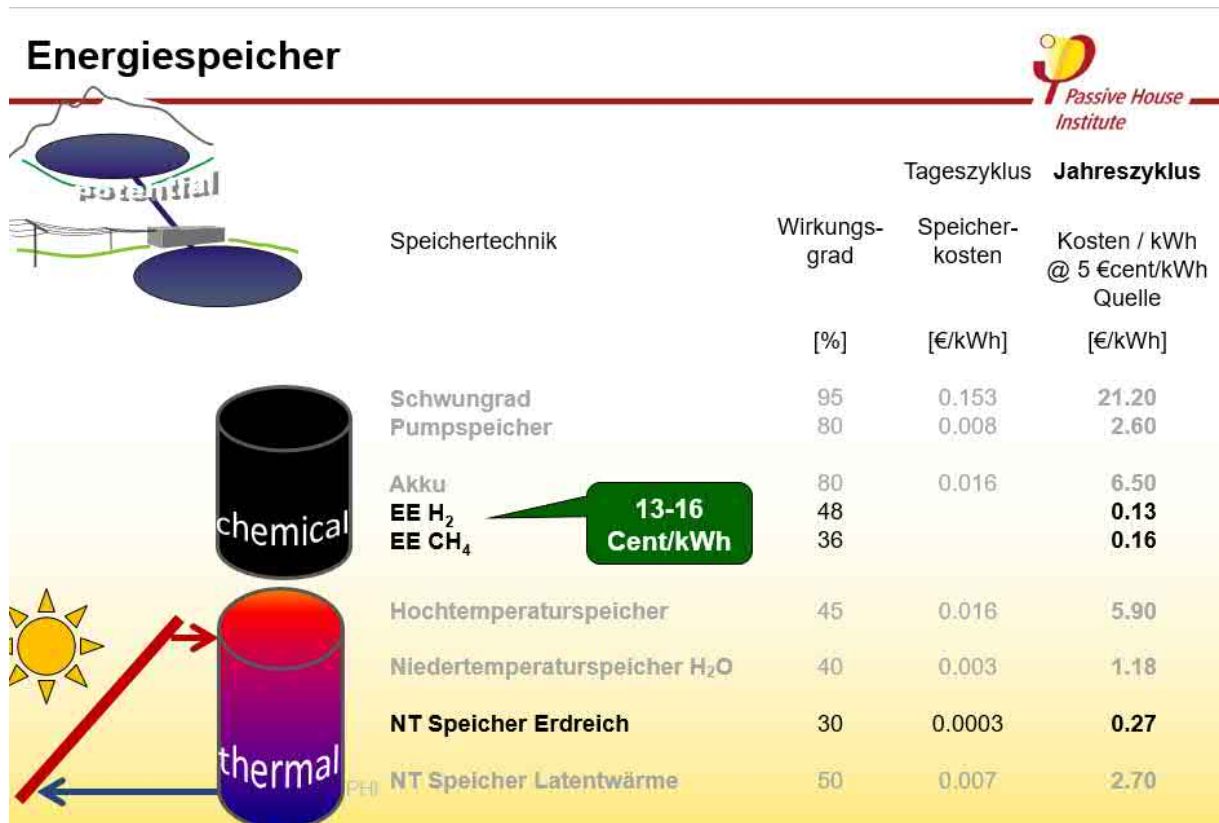 Energiespeicher
Passive House
Institute
potential
Tageszyklus Jahreszyklus
Speichertechnik
Wirkungs-
grad
Speicher-
kosten
Kosten / kWh
@ 5 €cent/kWh
Quelle
[%] [€/kWh] [€/kWh]
Schwungrad 95 0.153 21.20
Pumpspeicher 80 0.008 2.60
chemical
Akku 80 0.016 6.50
EE H₂ 48 0.13
EE CH₄ 36 0.16
13-16
Cent/kWh
Hochtemperaturspeicher 45 0.016 5.90
Niedertemperaturspeicher H₂O 40 0.003 1.18
NT Speicher Erdreich 30 0.0003 0.27
thermal
PHI
NT Speicher Latentwärme 50 0.007 2.70